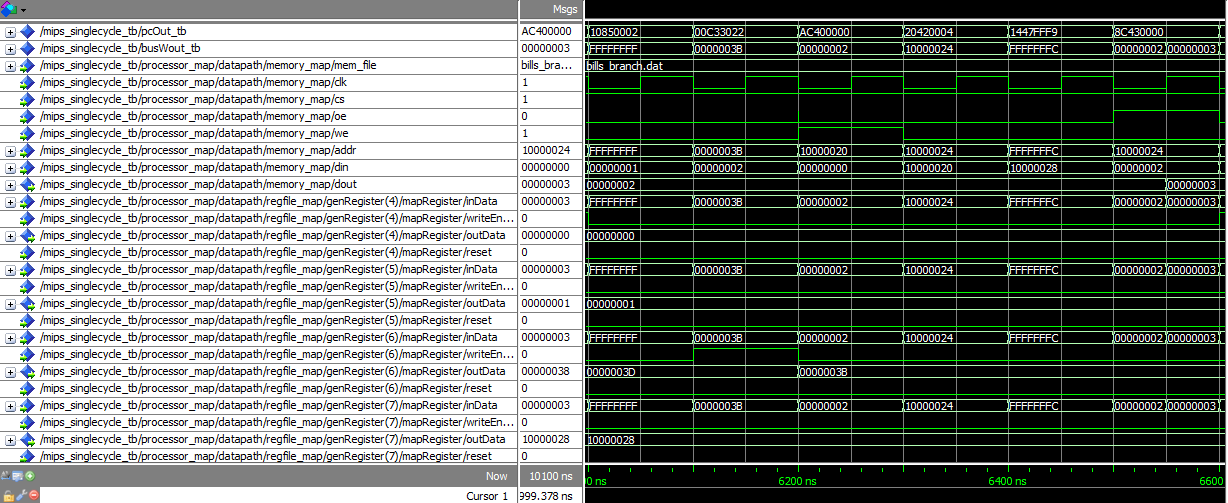 Msgs
/mips_singlecycle_tb/pcOut_tb AC400000 10850002 00C33022 AC400000 20420004 1447FFF9 8C430000
/mips_singlecycle_tb/busWout_tb 00000003 FFFFFFFF 0000003B 00000002 10000024 FFFFFFFC 00000002 00000003
/mips_singlecycle_tb/processor_map/datapath/memory_map/mem_file bills_bra... bills_branch.dat
/mips_singlecycle_tb/processor_map/datapath/memory_map/clk 1
/mips_singlecycle_tb/processor_map/datapath/memory_map/cs 1
/mips_singlecycle_tb/processor_map/datapath/memory_map/oe 0
/mips_singlecycle_tb/processor_map/datapath/memory_map/we 1
/mips_singlecycle_tb/processor_map/datapath/memory_map/addr 10000024 FFFFFFFF 0000003B 10000020 10000024 FFFFFFFC 10000024
/mips_singlecycle_tb/processor_map/datapath/memory_map/din 00000000 00000001 00000002 00000000 10000020 10000028 00000002
/mips_singlecycle_tb/processor_map/datapath/memory_map/dout 00000003 00000002 00000003
/mips_singlecycle_tb/processor_map/datapath/regfile_map/genRegister(4)/mapRegister/inData 00000003 FFFFFFFF 0000003B 00000002 10000024 FFFFFFFC 00000002 00000003
/mips_singlecycle_tb/processor_map/datapath/regfile_map/genRegister(4)/mapRegister/writeEn... 0
/mips_singlecycle_tb/processor_map/datapath/regfile_map/genRegister(4)/mapRegister/outData 00000000 00000000
/mips_singlecycle_tb/processor_map/datapath/regfile_map/genRegister(4)/mapRegister/reset 0
/mips_singlecycle_tb/processor_map/datapath/regfile_map/genRegister(5)/mapRegister/inData 00000003 FFFFFFFF 0000003B 00000002 10000024 FFFFFFFC 00000002 00000003
/mips_singlecycle_tb/processor_map/datapath/regfile_map/genRegister(5)/mapRegister/writeEn... 0
/mips_singlecycle_tb/processor_map/datapath/regfile_map/genRegister(5)/mapRegister/outData 00000001 00000001
/mips_singlecycle_tb/processor_map/datapath/regfile_map/genRegister(5)/mapRegister/reset 0
/mips_singlecycle_tb/processor_map/datapath/regfile_map/genRegister(6)/mapRegister/inData 00000003 FFFFFFFF 0000003B 00000002 10000024 FFFFFFFC 00000002 00000003
/mips_singlecycle_tb/processor_map/datapath/regfile_map/genRegister(6)/mapRegister/writeEn... 0
/mips_singlecycle_tb/processor_map/datapath/regfile_map/genRegister(6)/mapRegister/outData 00000038 0000003D 0000003B
/mips_singlecycle_tb/processor_map/datapath/regfile_map/genRegister(6)/mapRegister/reset 0
/mips_singlecycle_tb/processor_map/datapath/regfile_map/genRegister(7)/mapRegister/inData 00000003 FFFFFFFF 0000003B 00000002 10000024 FFFFFFFC 00000002 00000003
/mips_singlecycle_tb/processor_map/datapath/regfile_map/genRegister(7)/mapRegister/writeEn... 0
/mips_singlecycle_tb/processor_map/datapath/regfile_map/genRegister(7)/mapRegister/outData 10000028 10000028
/mips_singlecycle_tb/processor_map/datapath/regfile_map/genRegister(7)/mapRegister/reset 0
Now 10100 ns 00 ns 6200 ns 6400 ns 6600
Cursor 1 999.378 ns